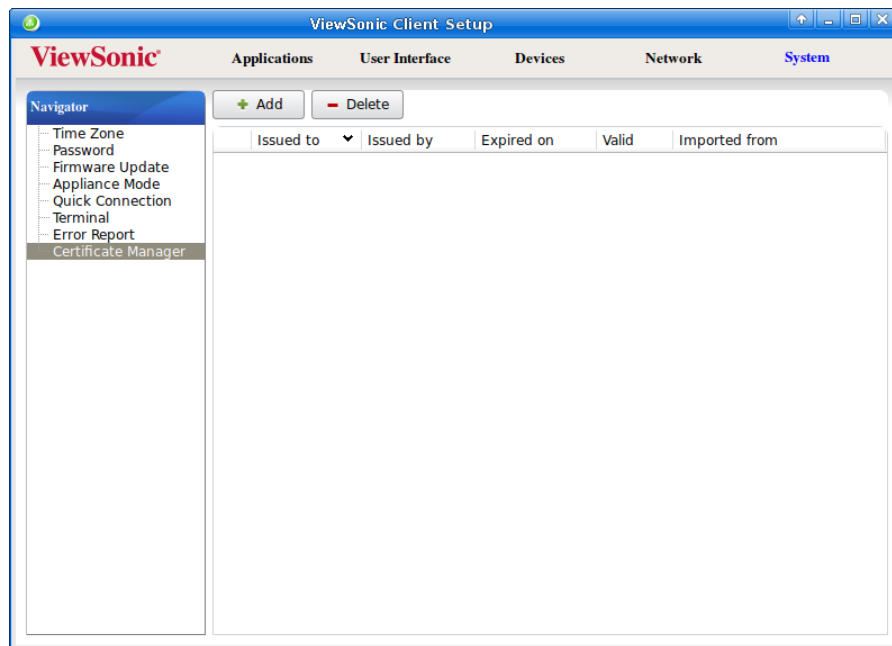 ViewSonic Client Setup
ViewSonic® Applications User Interface Devices Network System
Navigator
Time Zone
Password
Firmware Update
Appliance Mode
Quick Connection
Terminal
Error Report
Certificate Manager
Add Delete
Issued to Issued by Expired on Valid Imported from